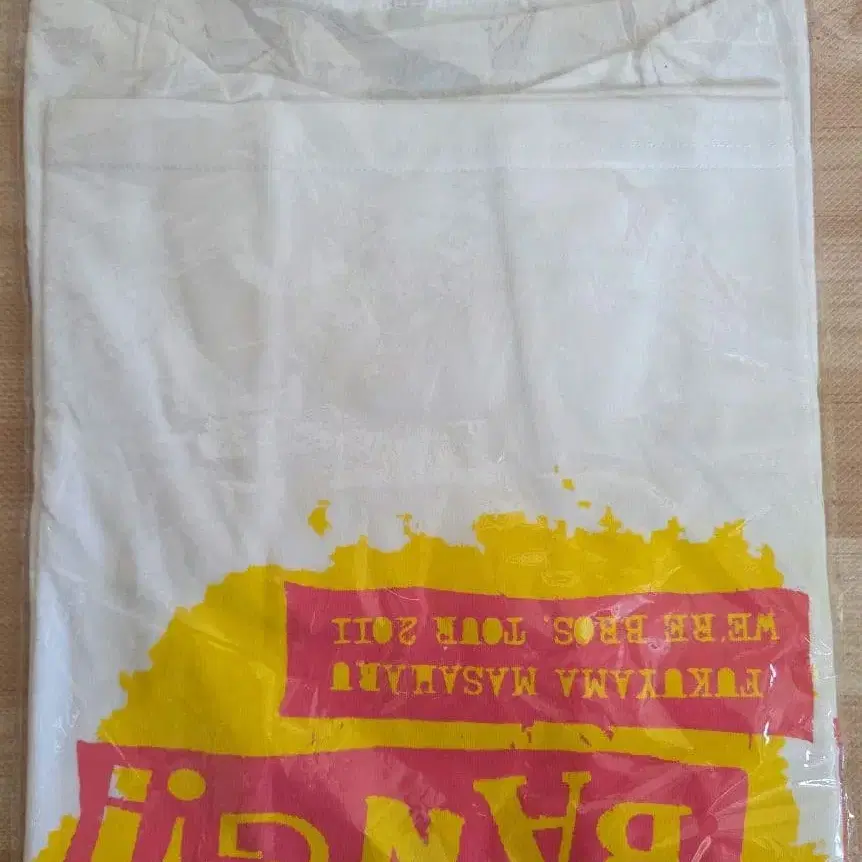 BANG!!
FUKUYAMA MASAHARU
WE'RE BROS. TOUR 2011